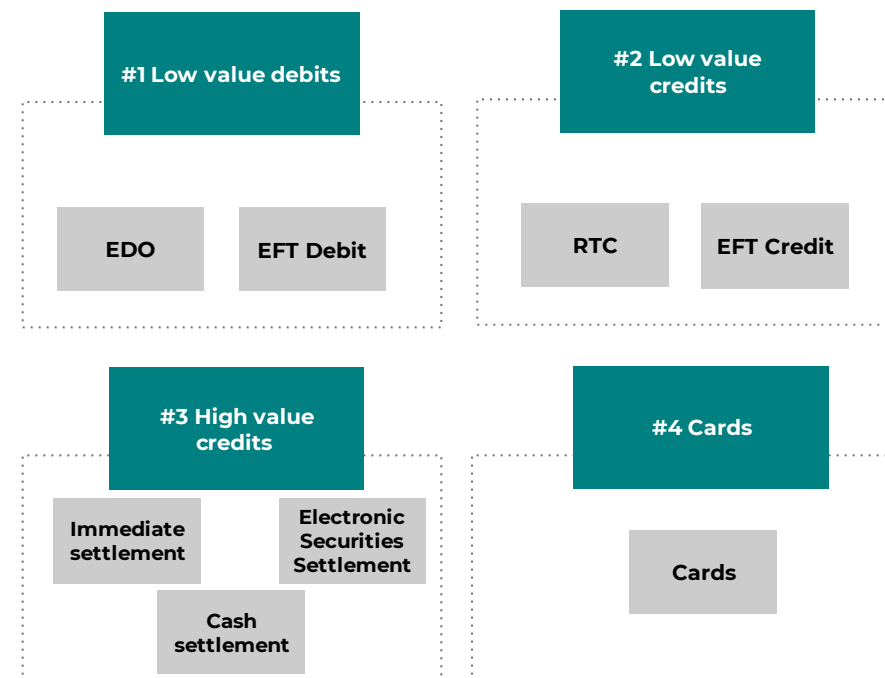 #1 Low value debits
#2 Low value
credits
EDO
EFT Debit
RTC
EFT Credit
#3 High value
credits
#4 Cards
Immediate
settlement
Electronic
Securities
Settlement
Cash
settlement
Cards